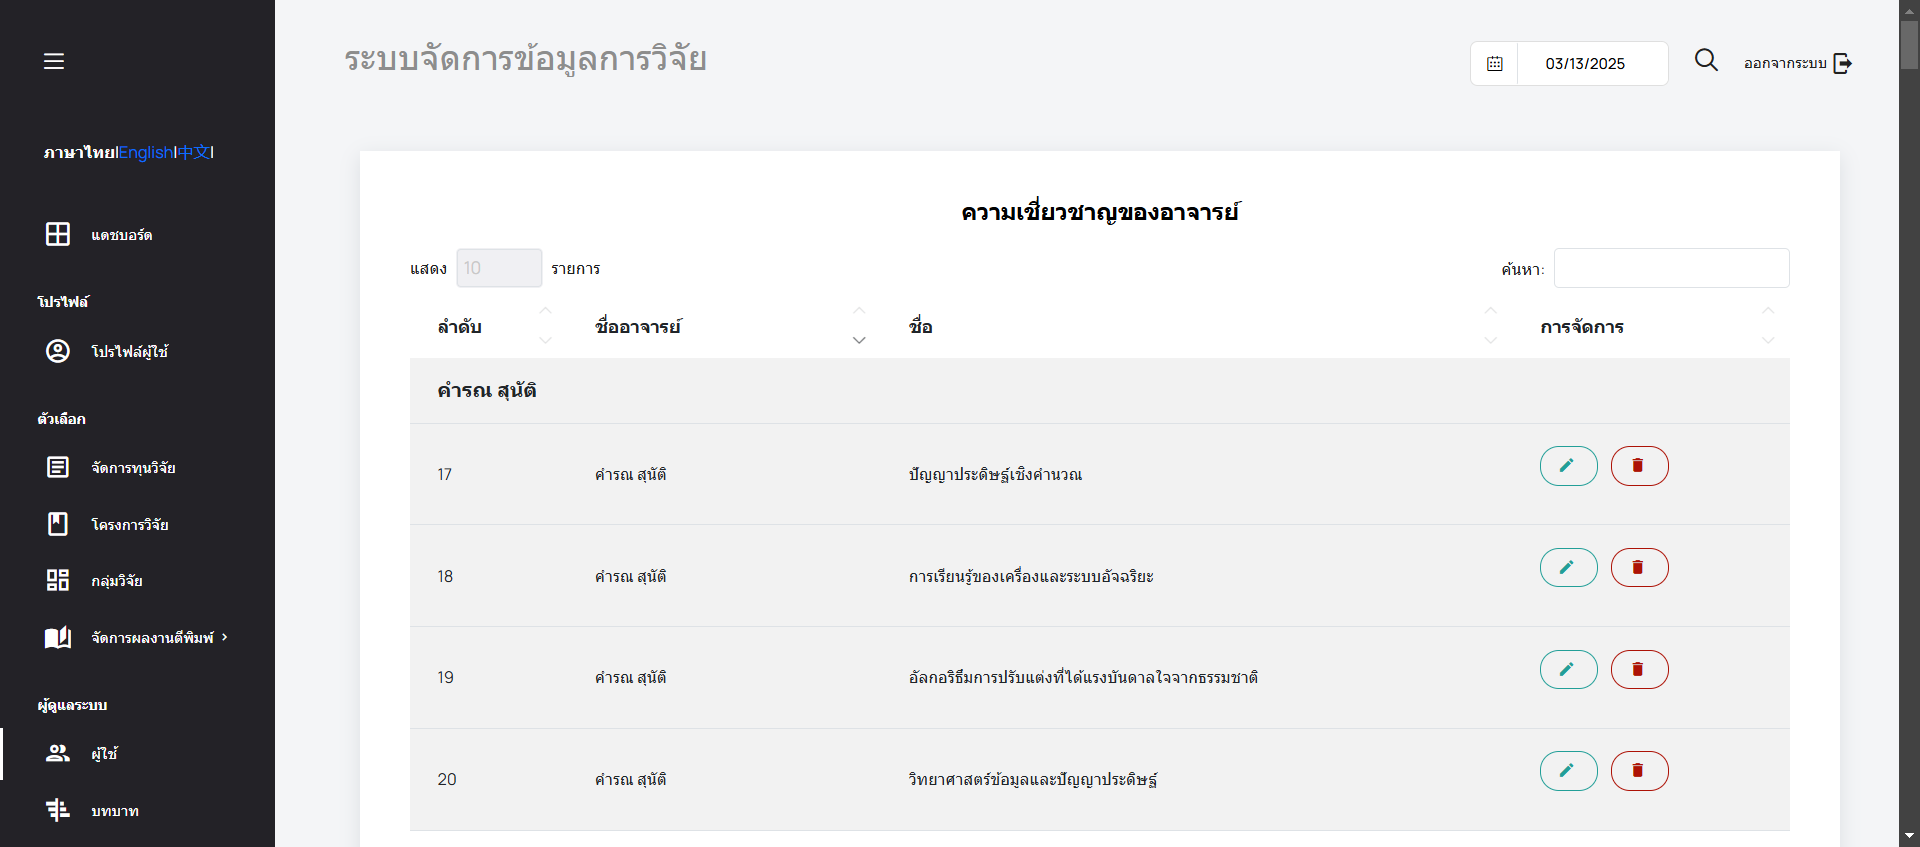 ระบบจัดการข้อมูลการวิจัย
03/13/2025
ออกจากระบบ
ภาษาไทย|English|中文|
แดชบอร์ด
โปรไฟล์
โปรไฟล์ผู้ใช้
ตัวเลือก
จัดการทุนวิจัย
โครงการวิจัย
กลุ่มวิจัย
จัดการผลงานตีพิมพ์
ผู้ดูแลระบบ
ผู้ใช้
บทบาท
ความเชี่ยวชาญของอาจารย์
แสดง 10 รายการ
ค้นหา:
ลำดับ ชื่ออาจารย์ ชื่อ การจัดการ
คำรณ สุนัติ
17 คำรณ สุนัติ ปัญญาประดิษฐ์เชิงคำนวณ
18 คำรณ สุนัติ การเรียนรู้ของเครื่องและระบบอัจฉริยะ
19 คำรณ สุนัติ อัลกอริธึมการปรับแต่งที่ได้แรงบันดาลใจจากธรรมชาติ
20 คำรณ สุนัติ วิทยาศาสตร์ข้อมูลและปัญญาประดิษฐ์